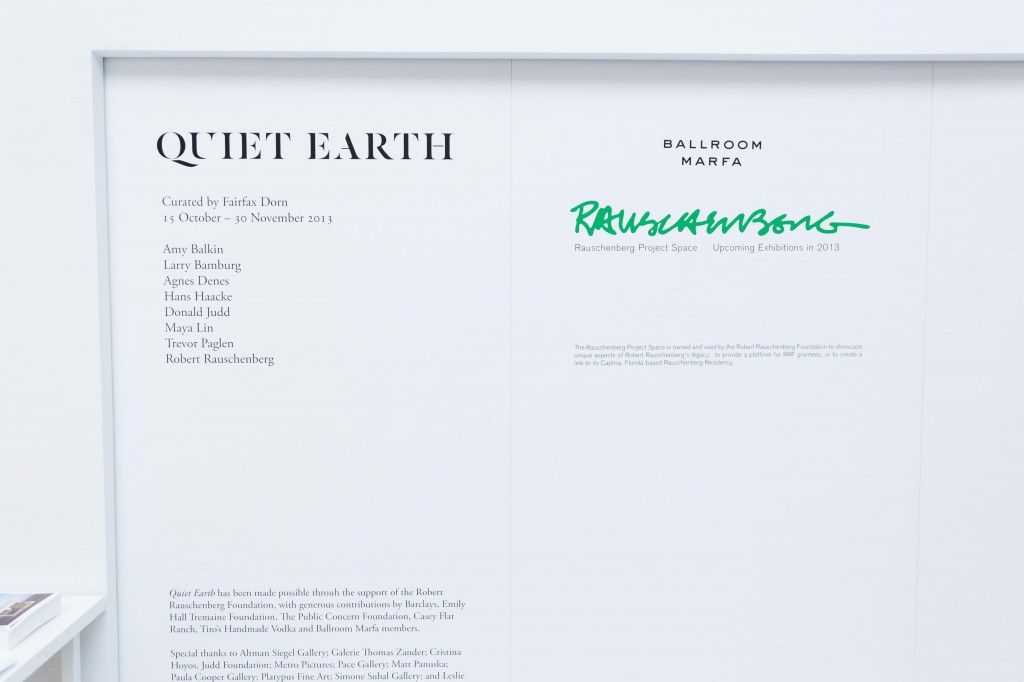 QUIET EARTH
Curated by Fairfax Dorn
15 October – 30 November 2013
Amy Balkin
Larry Bamburg
Agnes Denes
Hans Haacke
Donald Judd
Maya Lin
Trevor Paglen
Robert Rauschenberg
Quiet Earth has been made possible throuh the support of the Robert
Rauschenberg Foundation, with generous contributions by Barclays, Emily
Hall Tremaine Foundation, The Public Concern Foundation, Casey Flat
Ranch, Tito's Handmade Vodka and Ballroom Marfa members.
Special thanks to Altman Siegel Gallery; Galerie Thomas Zander; Cristina
Hoyos, Judd Foundation; Metro Pictures; Pace Gallery; Matt Panuska;
Paula Cooper Gallery; Platypus Fine Art; Simone Subal Gallery; and Leslie
BALLROOM
MARFA
RAUSCHENBERG
Rauschenberg Project Space Upcoming Exhibitions in 2013
The Rauschenberg Project Space is owned and used by the Robert Rauschenberg Foundation to showcase
unique aspects of Robert Rauschenberg's legacy; to provide a platform for RRF grantees; or to create a
link to its Captiva, Florida based Rauschenberg Residency.